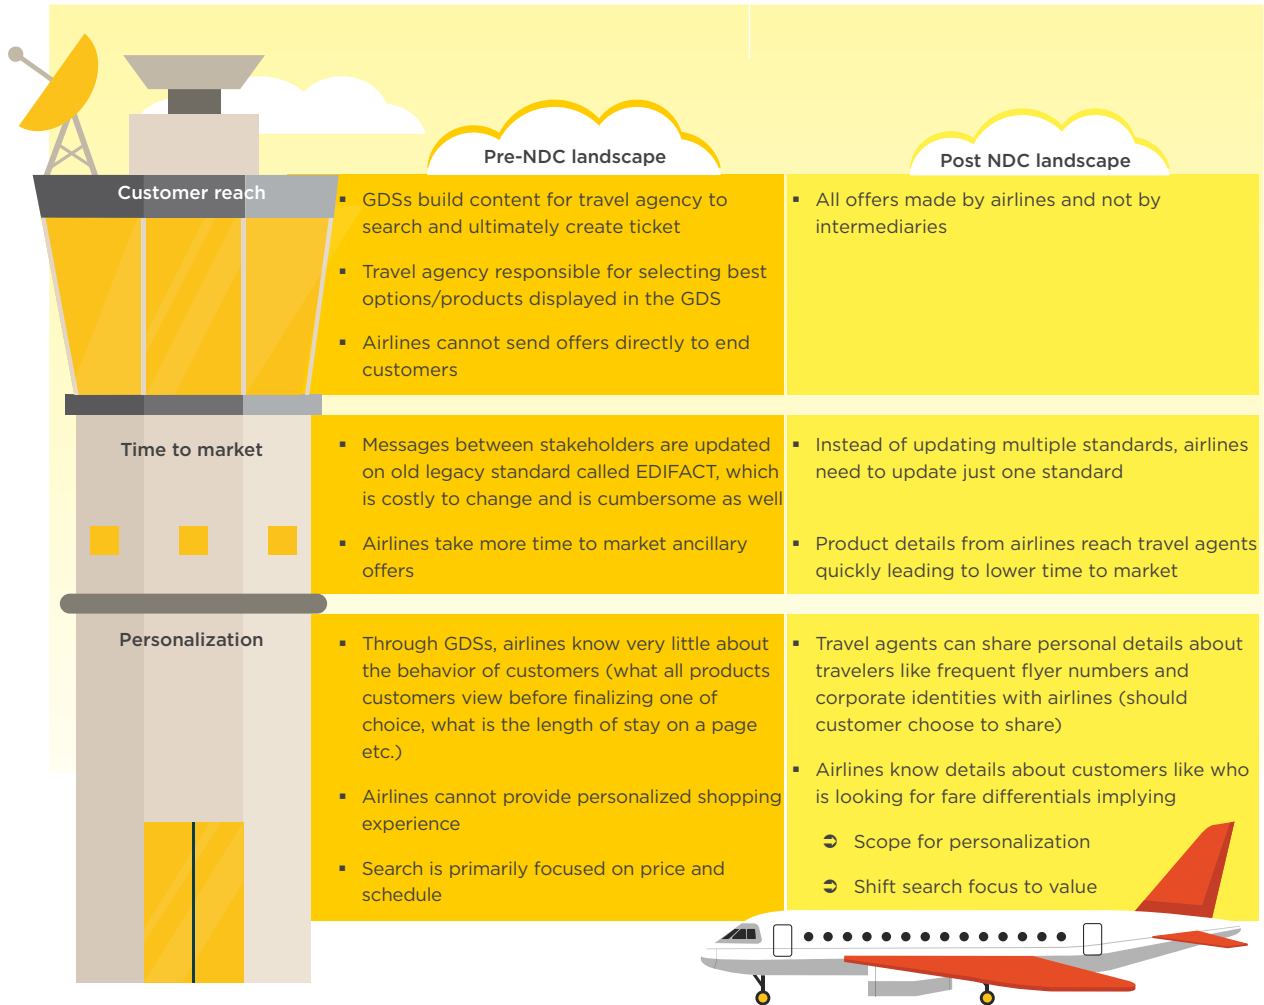 Pre-NDC landscape
Post NDC landscape
Customer reach
▪ GDSs build content for travel agency to
search and ultimately create ticket
▪ Travel agency responsible for selecting best
options/products displayed in the GDS
▪ Airlines cannot send offers directly to end
customers
▪ All offers made by airlines and not by
intermediaries
Time to market
▪ Messages between stakeholders are updated
on old legacy standard called EDIFACT, which
is costly to change and is cumbersome as well
▪ Airlines take more time to market ancillary
offers
▪ Instead of updating multiple standards, airlines
need to update just one standard
▪ Product details from airlines reach travel agents
quickly leading to lower time to market
Personalization
▪ Through GDSs, airlines know very little about
the behavior of customers (what all products
customers view before finalizing one of
choice, what is the length of stay on a page
etc.)
▪ Airlines cannot provide personalized shopping
experience
▪ Search is primarily focused on price and
schedule
▪ Travel agents can share personal details about
travelers like frequent flyer numbers and
corporate identities with airlines (should
customer choose to share)
▪ Airlines know details about customers like who
is looking for fare differentials implying
➲ Scope for personalization
➲ Shift search focus to value